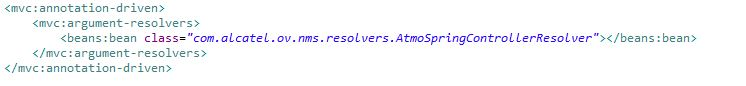 <mvc:annotation-driven>
<mvc:argument-resolvers>
<beans:bean class="com.alcatel.ov.nms.resolvers.AtmoSpringControllerResolver"></beans:bean>
</mvc:argument-resolvers>
</mvc:annotation-driven>